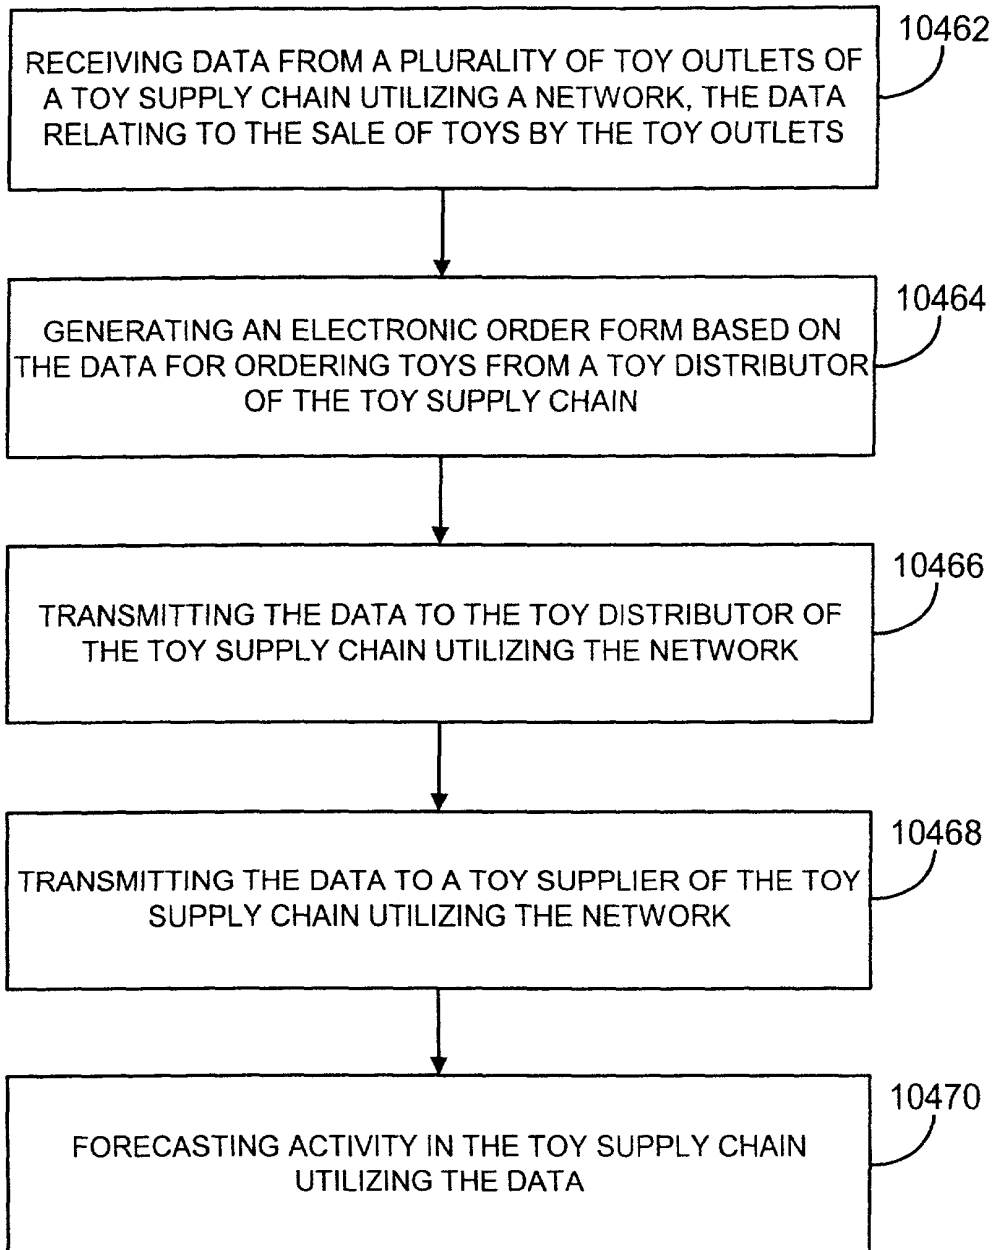 10462
RECEIVING DATA FROM A PLURALITY OF TOY OUTLETS OF
A TOY SUPPLY CHAIN UTILIZING A NETWORK, THE DATA
RELATING TO THE SALE OF TOYS BY THE TOY OUTLETS
10464
GENERATING AN ELECTRONIC ORDER FORM BASED ON
THE DATA FOR ORDERING TOYS FROM A TOY DISTRIBUTOR
OF THE TOY SUPPLY CHAIN
10466
TRANSMITTING THE DATA TO THE TOY DISTRIBUTOR OF
THE TOY SUPPLY CHAIN UTILIZING THE NETWORK
10468
TRANSMITTING THE DATA TO A TOY SUPPLIER OF THE TOY
SUPPLY CHAIN UTILIZING THE NETWORK
10470
FORECASTING ACTIVITY IN THE TOY SUPPLY CHAIN
UTILIZING THE DATA